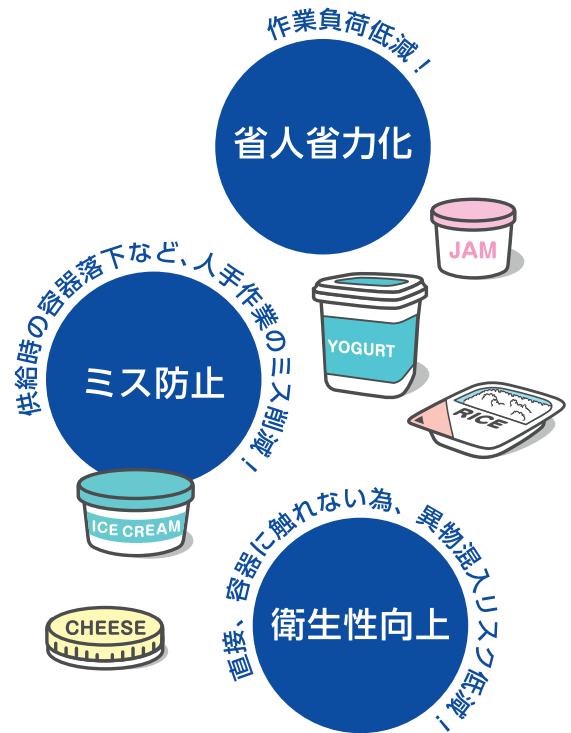 作業負荷低減！
省人省力化
JAM
供給時の容器落下など、人手作業のミス削減！
ミス防止
YOGURT
RICE
ICE CREAM
直接、容器に触れない為、異物混入リスク低減！
衛生性向上
CHEESE